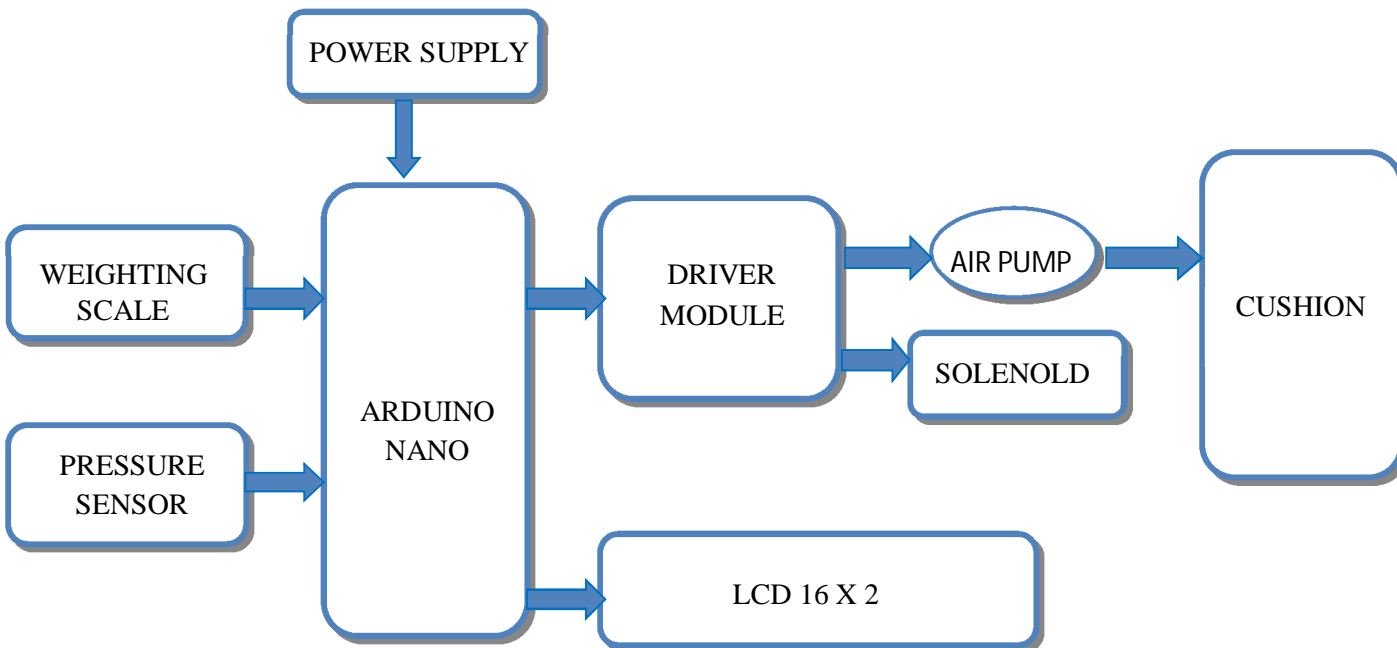 POWER SUPPLY
WEIGHTING
SCALE
PRESSURE
SENSOR
ARDUINO
NANO
DRIVER
MODULE
AIR PUMP
SOLENOLD
CUSHION
LCD 16 X 2